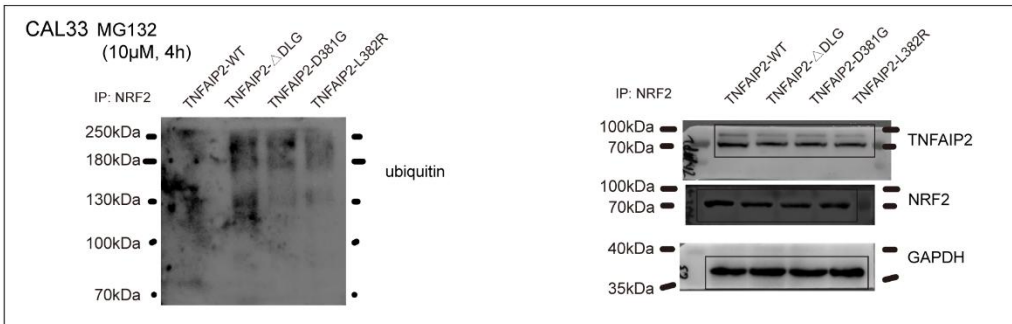 CAL33 MG132
(10µM, 4h)
IP: NRF2
TNFAIP2-WT
TNFAIP2-△DLG
TNFAIP2-D381G
TNFAIP2-L382R
250kDa
180kDa
130kDa
100kDa
70kDa
ubiquitin
IP: NRF2
TNFAIP2-WT
TNFAIP2-△DLG
TNFAIP2-D381G
TNFAIP2-L382R
100kDa
70kDa
TNFAIP2
100kDa
70kDa
NRF2
40kDa
35kDa
GAPDH